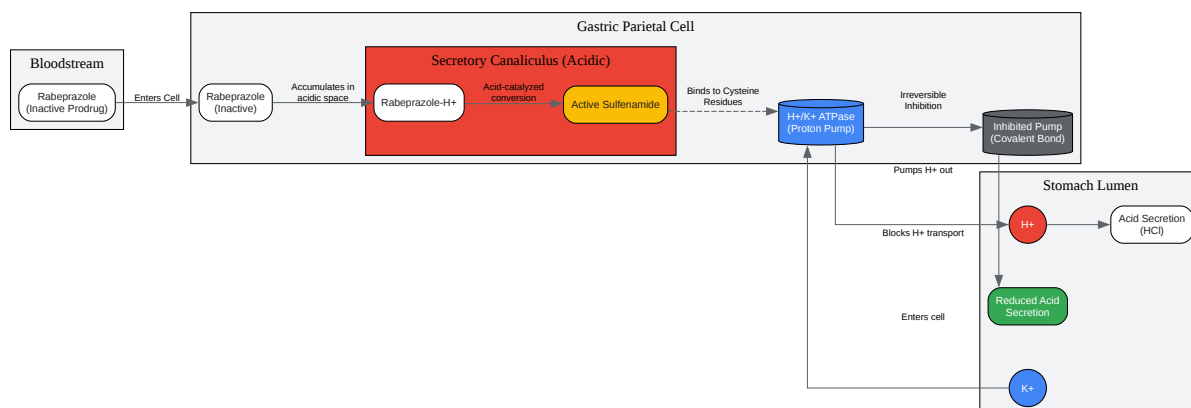 Gastric Parietal Cell
Bloodstream
Rabeprazole
(Inactive Prodrug)
Enters Cell
Rabeprazole
(Inactive)
Accumulates in
acidic space
Secretory Canaliculus (Acidic)
Rabeprazole-H+
Acid-catalyzed
conversion
Active Sulfenamide
Binds to Cysteine
Residues
H+/K+ ATPase
(Proton Pump)
Irreversible
Inhibition
Inhibited Pump
(Covalent Bond)
Pumps H+ out
Stomach Lumen
Blocks H+ transport
H+
Acid Secretion
(HCl)
Reduced Acid
Secretion
Enters cell
K+